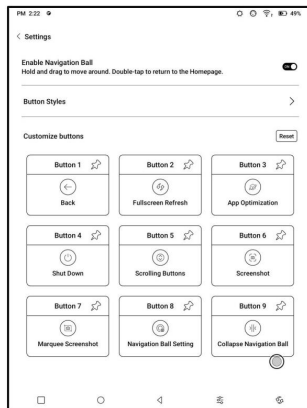 PM 2:22
49%
Settings
Enable Navigation Ball
Hold and drag to move around. Double-tap to return to the Homepage.
ON
Button Styles
Customize buttons
Reset
Button 1
Button 2
Button 3
Back
Fullscreen Refresh
App Optimization
Button 4
Button 5
Button 6
Shut Down
Scrolling Buttons
Screenshot
Button 7
Button 8
Button 9
Marquee Screenshot
Navigation Ball Setting
Collapse Navigation Ball